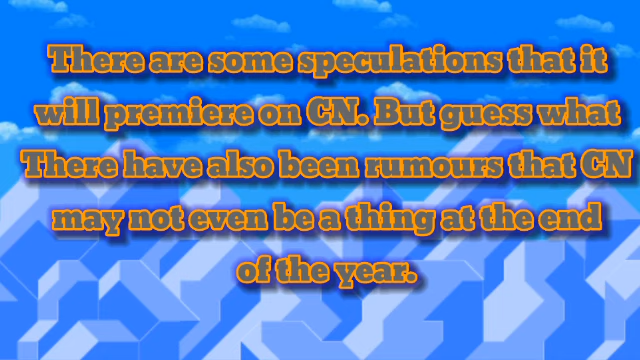 There are some speculations that it
will premiere on CN. But guess what
There have also been rumours that CN
may not even be a thing at the end
of the year.